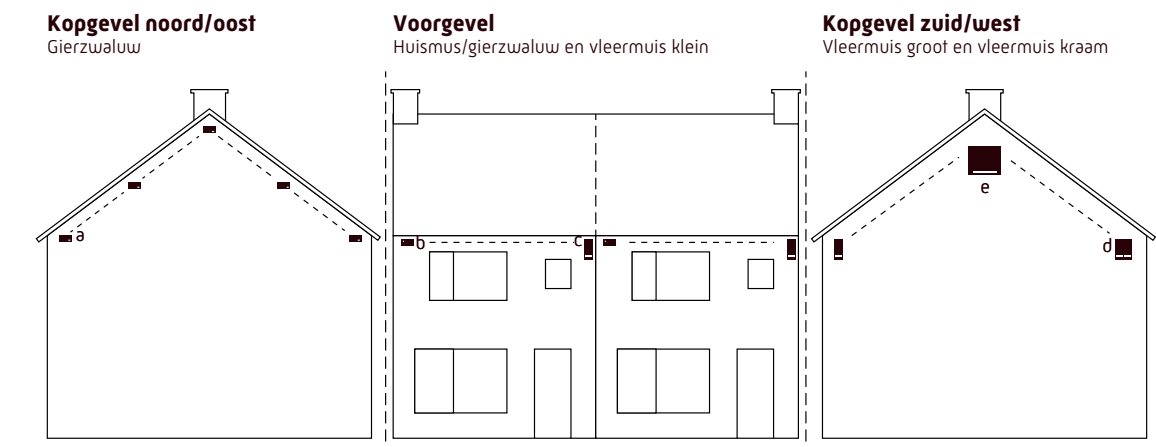 Kopgevel noord/oost
Gierzwaluw
Voorgevel
Huismus/gierzwaluw en vleermuis klein
Kopgevel zuid/west
Vleermuis groot en vleermuis kraam
a
b
c
d
e